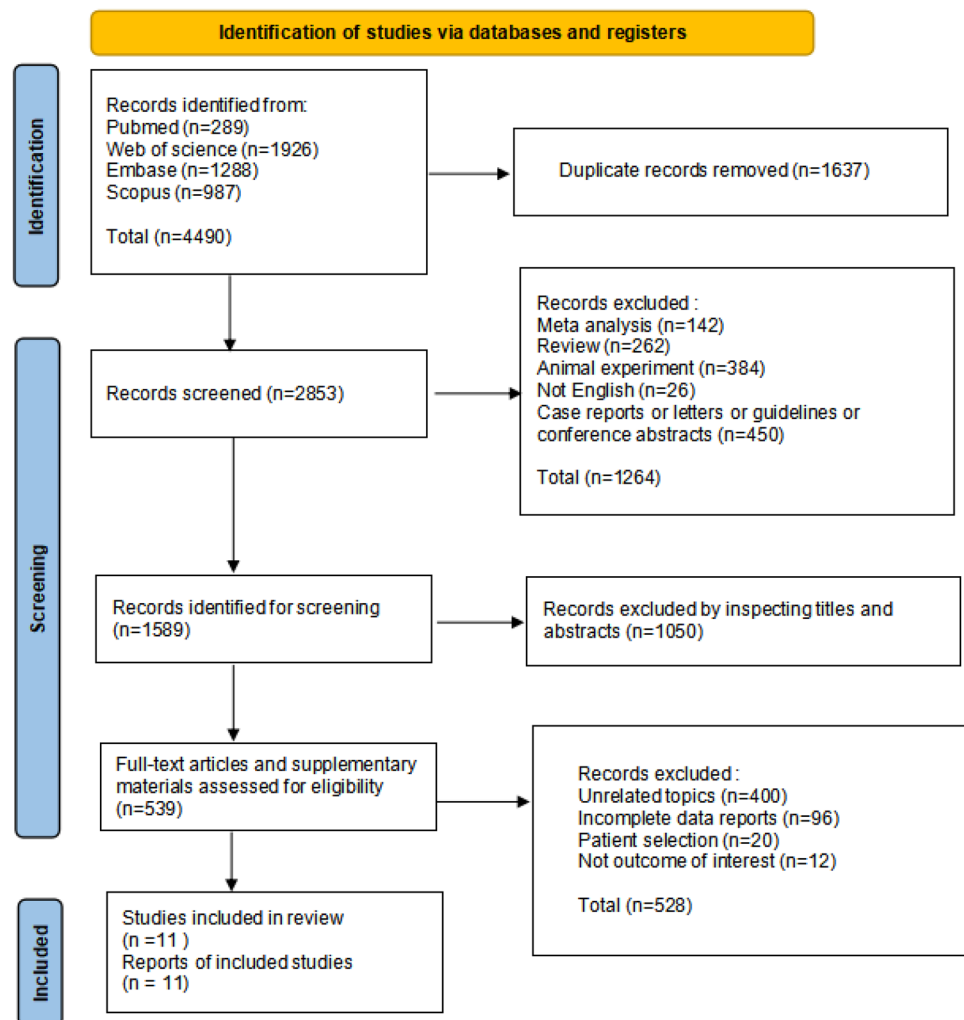 Identification of studies via databases and registers
Identification
Records identified from:
Pubmed (n=289)
Web of science (n=1926)
Embase (n=1288)
Scopus (n=987)
Total (n=4490)
Duplicate records removed (n=1637)
Screening
Records screened (n=2853)
Records excluded :
Meta analysis (n=142)
Review (n=262)
Animal experiment (n=384)
Not English (n=26)
Case reports or letters or guidelines or
conference abstracts (n=450)
Total (n=1264)
Records identified for screening
(n=1589)
Records excluded by inspecting titles and
abstracts (n=1050)
Full-text articles and supplementary
materials assessed for eligibility
(n=539)
Records excluded :
Unrelated topics (n=400)
Incomplete data reports (n=96)
Patient selection (n=20)
Not outcome of interest (n=12)
Total (n=528)
Included
Studies included in review
(n =11 )
Reports of included studies
(n = 11)